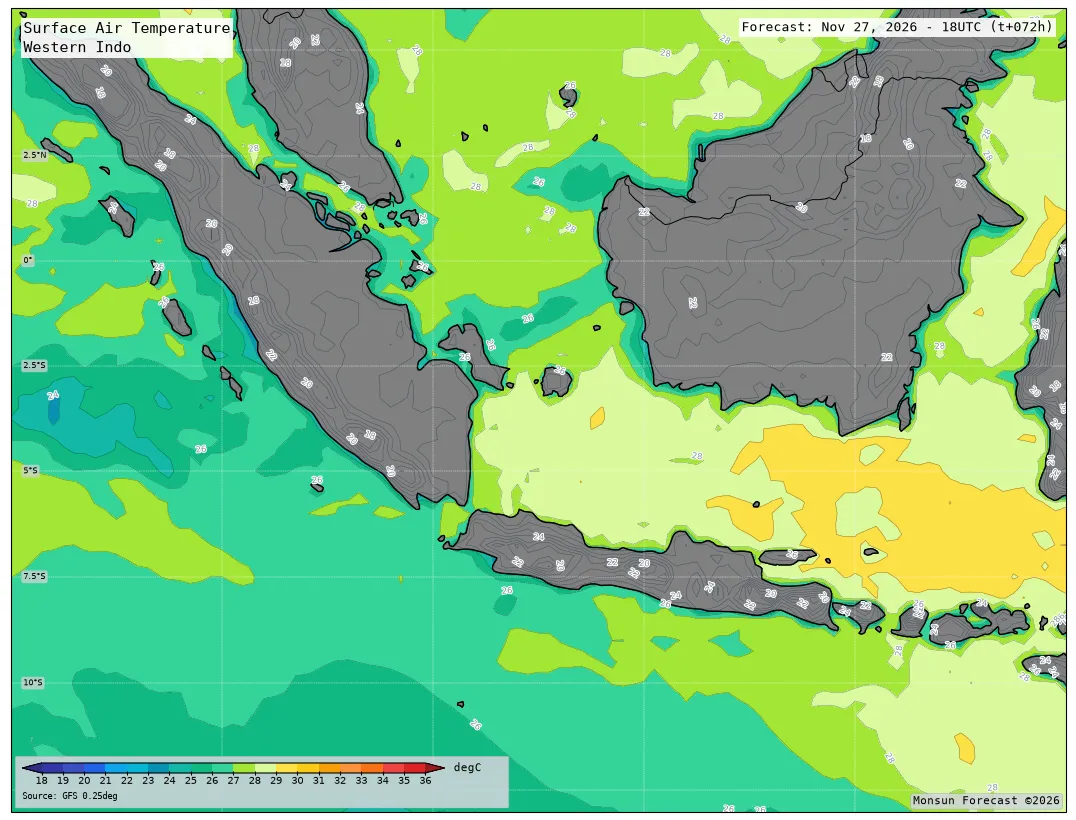 Surface Air Temperature
Western Indo
Forecast: Nov 27, 2026 - 18UTC (t+072h)
2.5°N
0°
2.5°S
5°S
7.5°S
10°S
degC
18 19 20 21 22 23 24 25 26 27 28 29 30 31 32 33 34 35 36
Source: GFS 0.25deg
Monsun Forecast ©2026